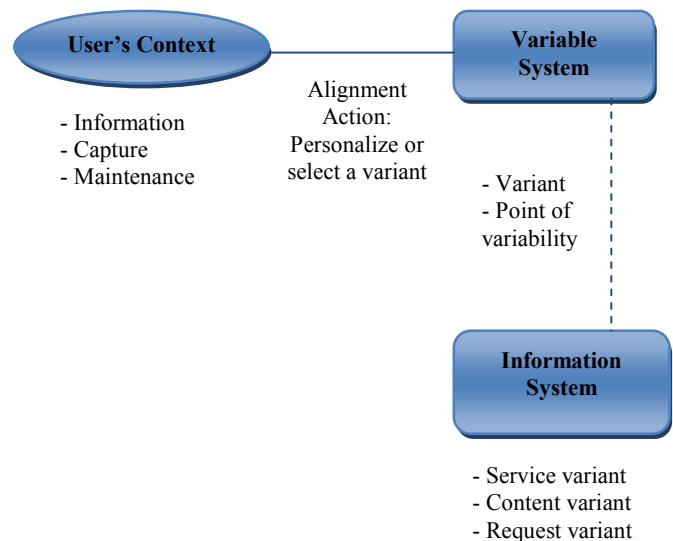 User's Context
- Information
- Capture
- Maintenance
Alignment
Action:
Personalize or
select a variant
Variable
System
- Variant
- Point of
variability
Information
System
- Service variant
- Content variant
- Request variant